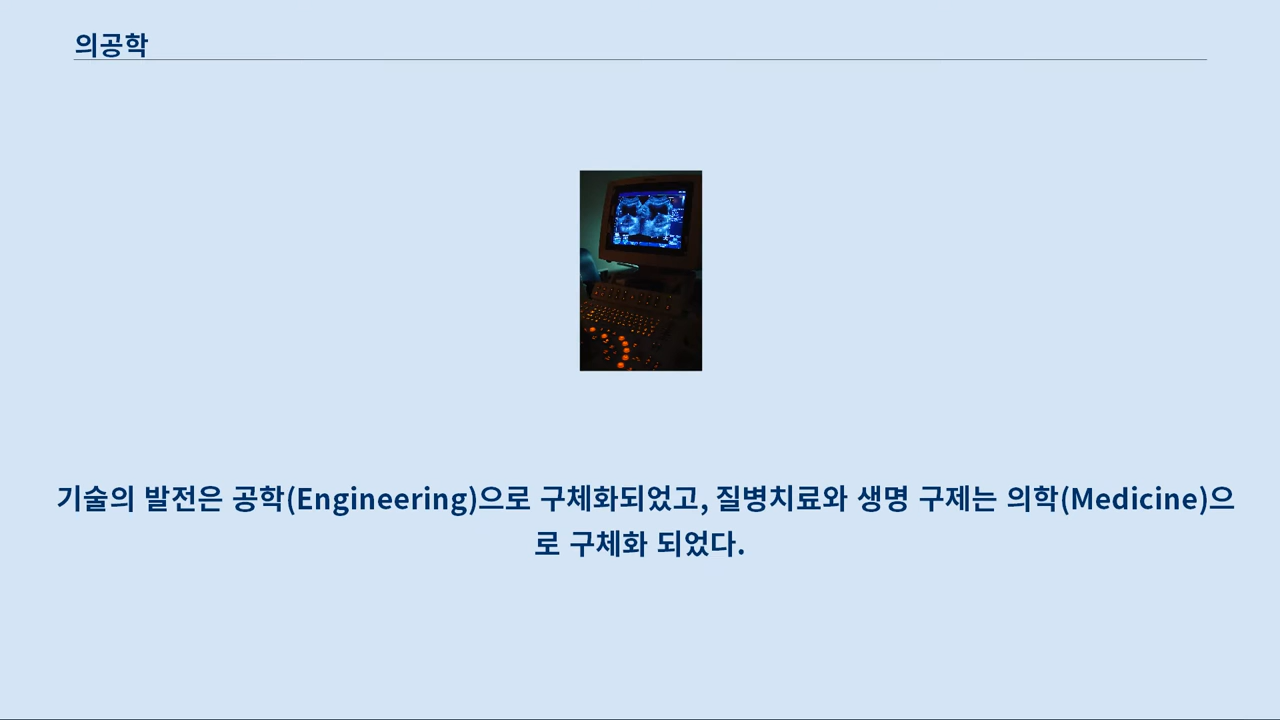 의공학
기술의 발전은 공학(Engineering)으로 구체화되었고, 질병치료와 생명 구제는 의학(Medicine)으
로 구체화 되었다.